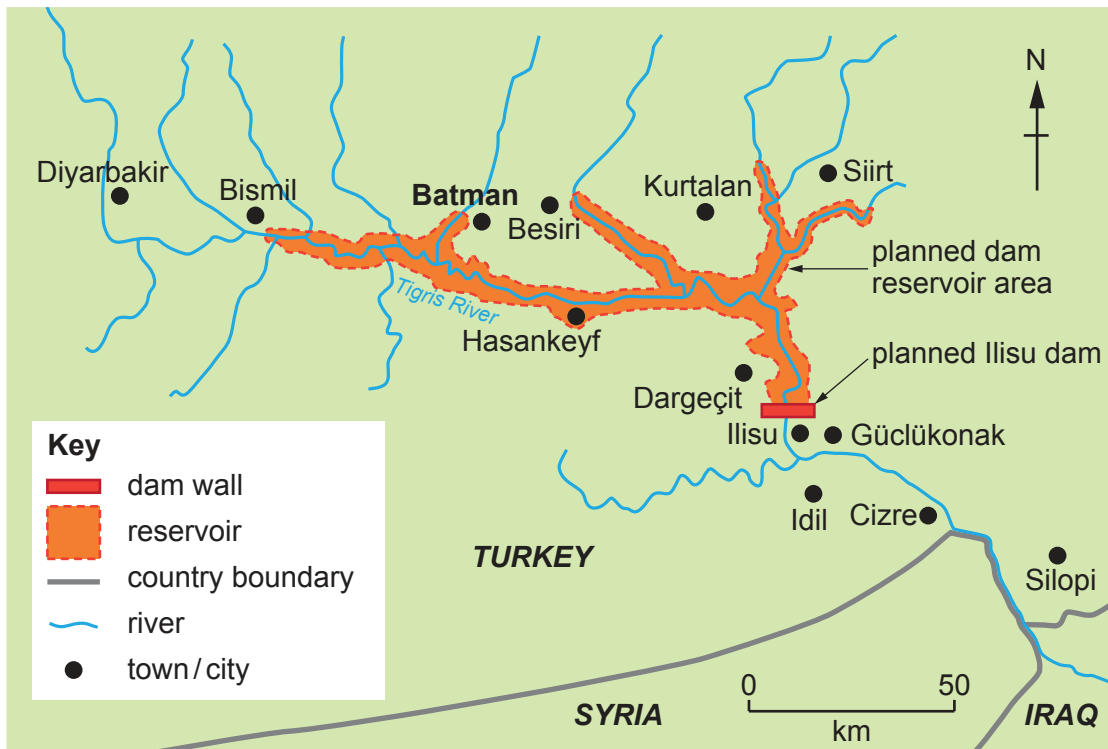 N
Diyarbakir
Bismil
Batman
Besiri
Kurtalan
Siirt
planned dam
reservoir area
Tigris River
Hasankeyf
planned Ilisu dam
Dargeçit
Ilisu
Güclükonak
Idil
Cizre
Silopi
TURKEY
SYRIA
IRAQ
Key
dam wall
reservoir
country boundary
river
town / city
0
50
km